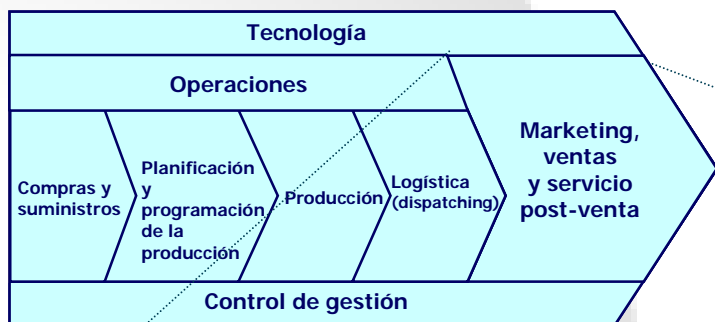 Tecnología
Operaciones
Compras y
suministros
Planificación
y
programación
de la
producción
Producción
Logística
(dispatching)
Marketing,
ventas
y servicio
post-venta
Control de gestión